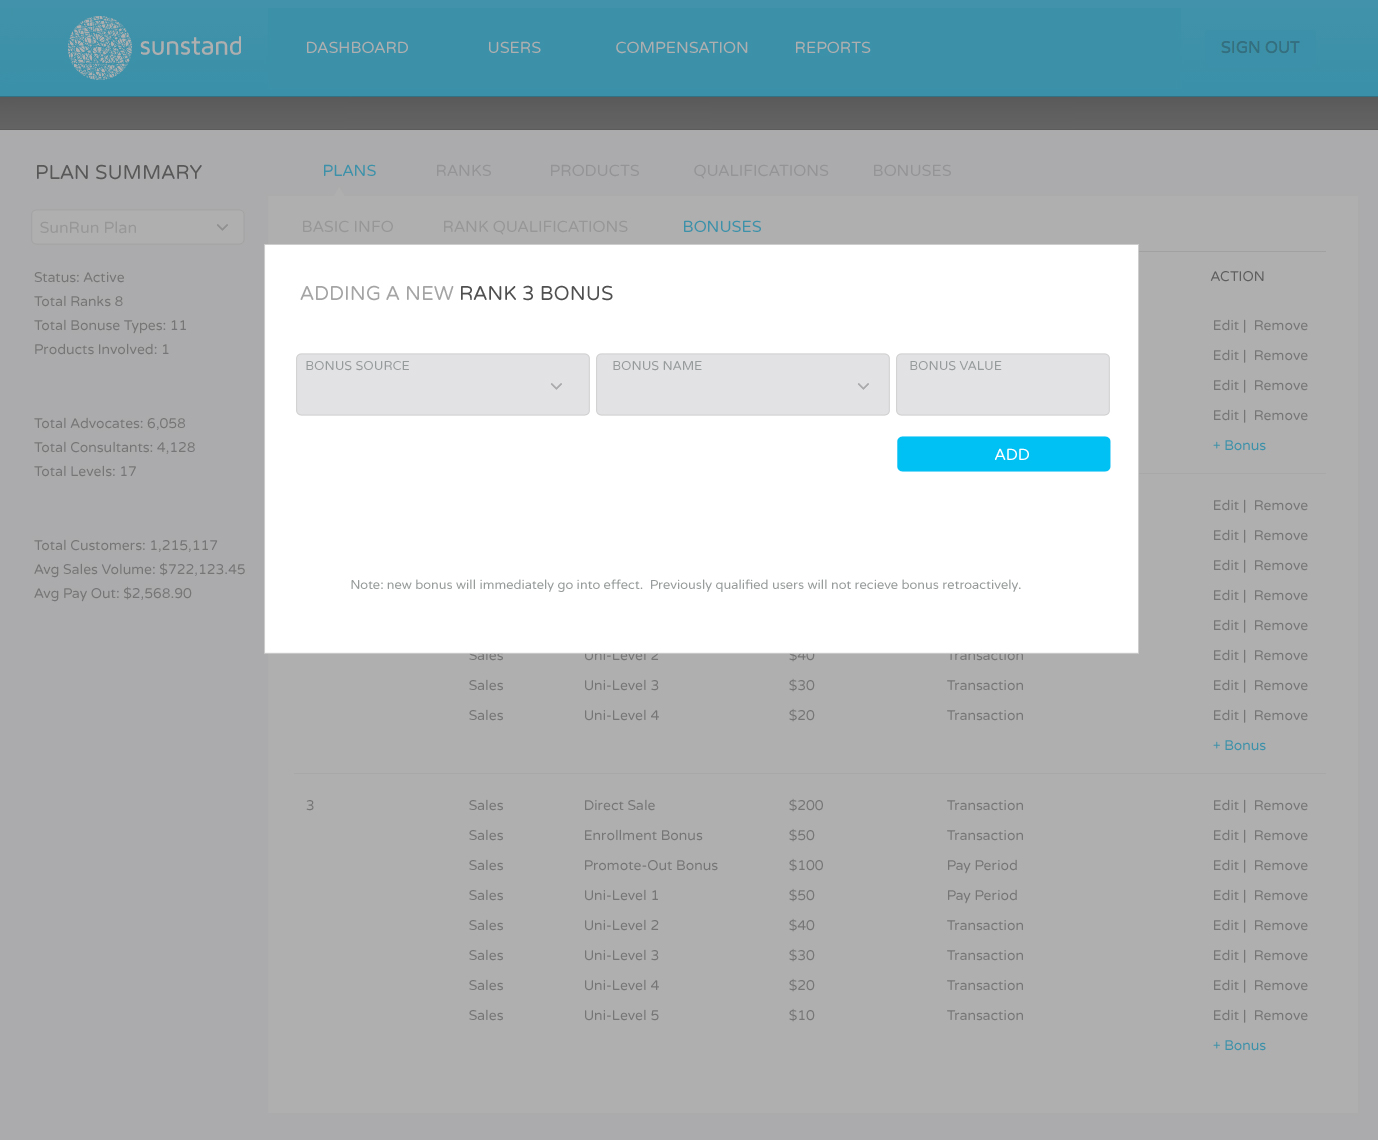 sunstand
DASHBOARD USERS COMPENSATION REPORTS SIGN OUT
PLAN SUMMARY
PLANS RANKS PRODUCTS QUALIFICATIONS BONUSES
SunRun Plan
BASIC INFO RANK QUALIFICATIONS BONUSES
Status: Active
Total Ranks 8
Total Bonuse Types: 11
Products Involved: 1
Total Advocates: 6,058
Total Consultants: 4,128
Total Levels: 17
Total Customers: 1,215,117
Avg Sales Volume: $722,123.45
Avg Pay Out: $2,568.90
ADDING A NEW RANK 3 BONUS
BONUS SOURCE BONUS NAME BONUS VALUE
ADD
Note: new bonus will immediately go into effect. Previously qualified users will not recieve bonus retroactively.
ACTION
Edit | Remove
Edit | Remove
Edit | Remove
Edit | Remove
+ Bonus
Edit | Remove
Edit | Remove
Edit | Remove
Edit | Remove
Edit | Remove
Sales Uni-Level 2 $40 Transaction Edit | Remove
Sales Uni-Level 3 $30 Transaction Edit | Remove
Sales Uni-Level 4 $20 Transaction Edit | Remove
+ Bonus
3 Sales Direct Sale $200 Transaction Edit | Remove
Sales Enrollment Bonus $50 Transaction Edit | Remove
Sales Promote-Out Bonus $100 Pay Period Edit | Remove
Sales Uni-Level 1 $50 Pay Period Edit | Remove
Sales Uni-Level 2 $40 Transaction Edit | Remove
Sales Uni-Level 3 $30 Transaction Edit | Remove
Sales Uni-Level 4 $20 Transaction Edit | Remove
Sales Uni-Level 5 $10 Transaction Edit | Remove
+ Bonus